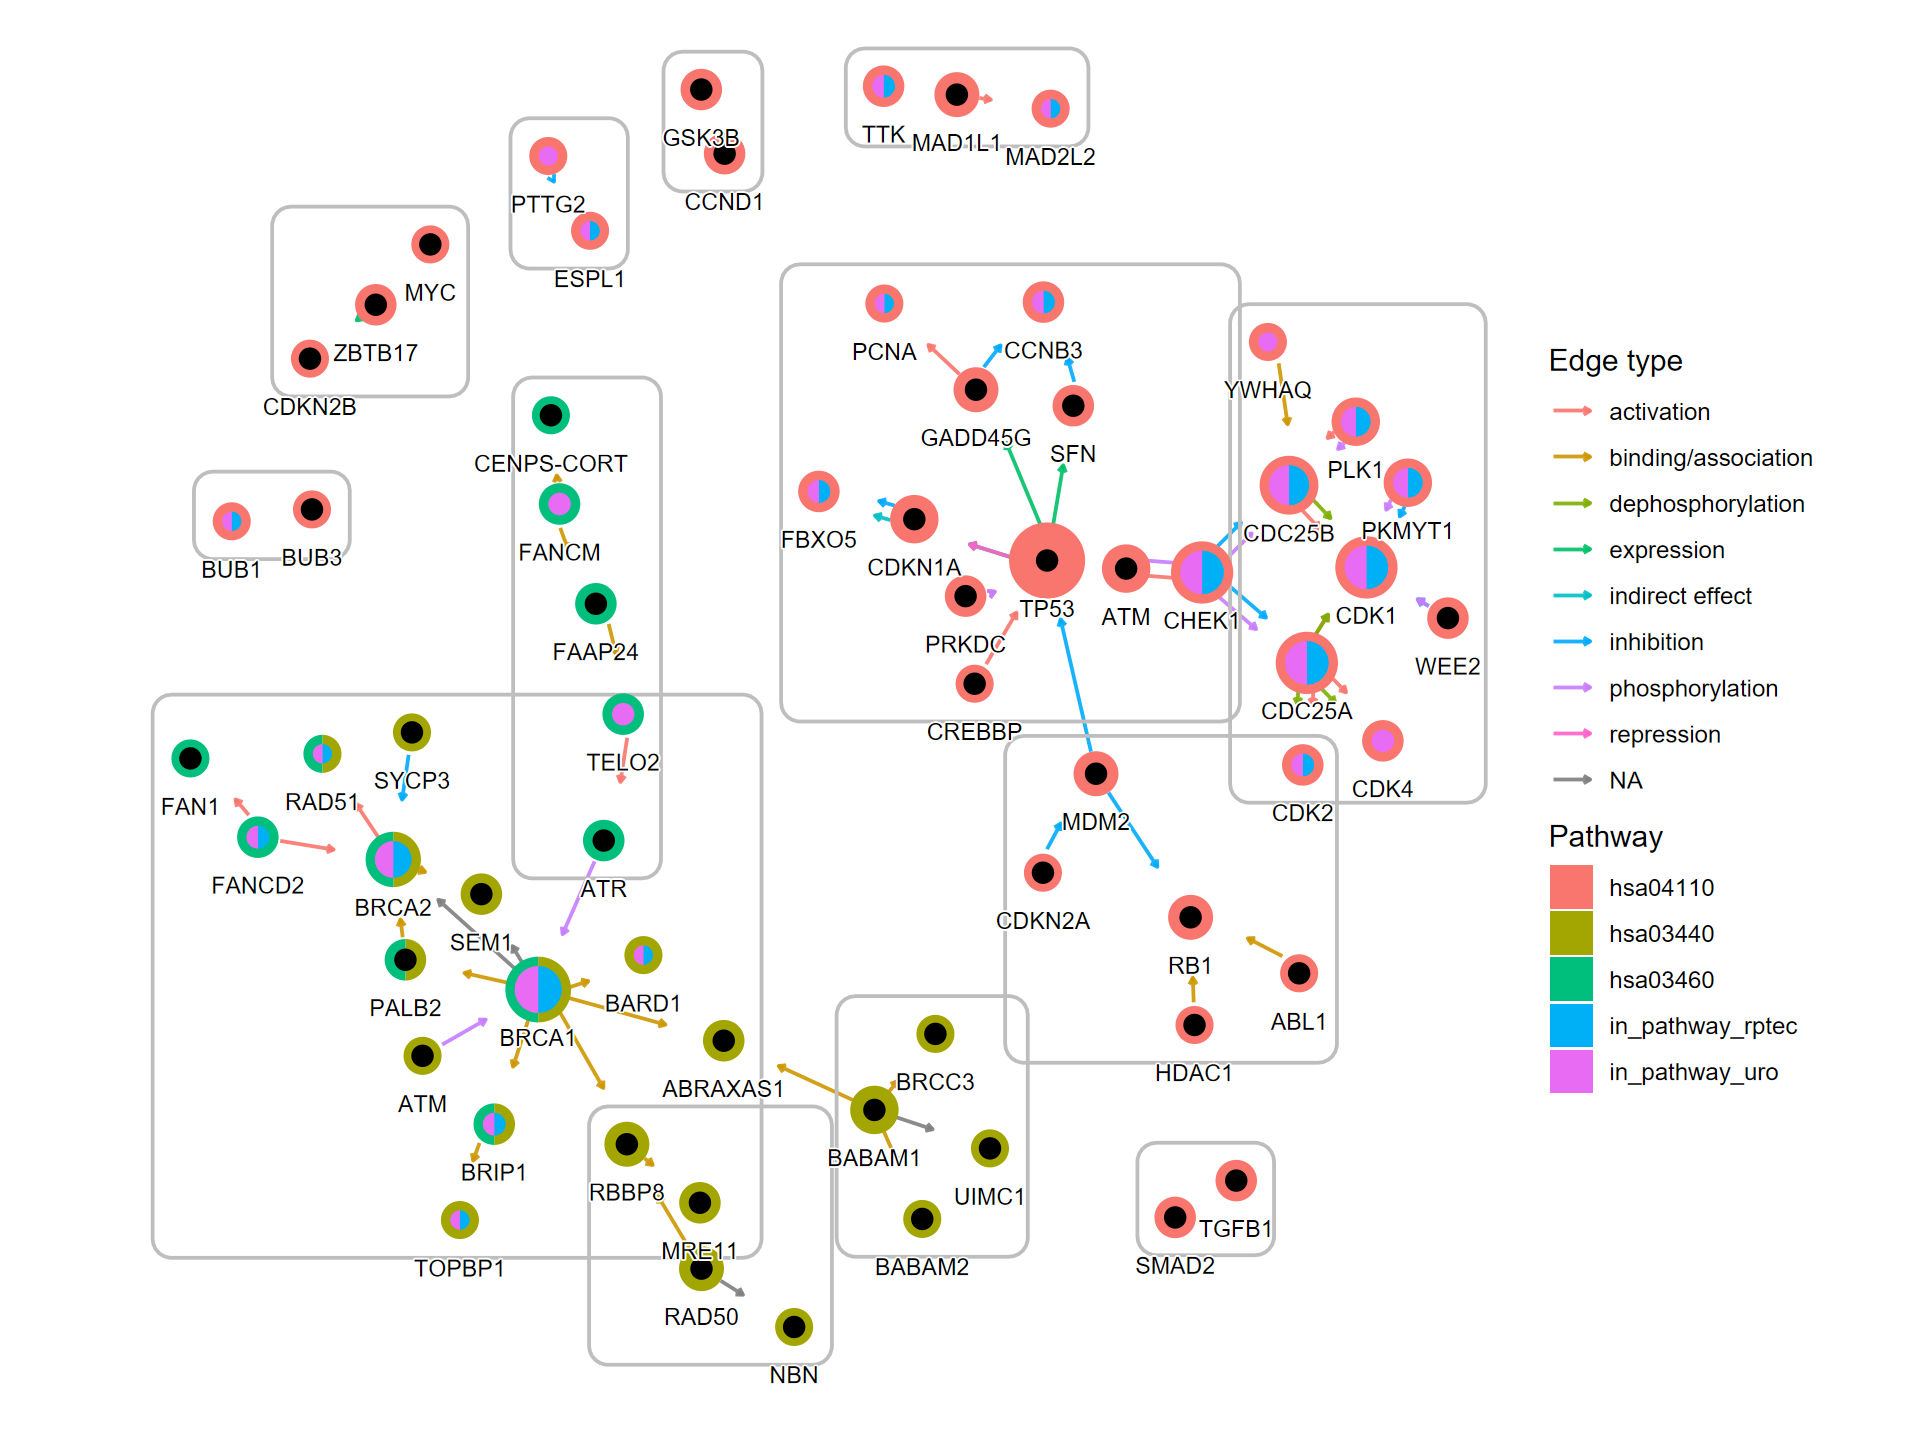 TTK
MAD1L1
MAD2L2
GSK3B
CCND1
PTTG2
ESPL1
MYC
ZBTB17
CDKN2B
BUB1
BUB3
CENPS-CORT
FANCM
FAAP24
TELO2
ATR
PCNA
CCNB3
GADD45G
SFN
FBXO5
CDKN1A
TP53
PRKDC
CREBBP
ATM
CHEK1
YWHAQ
PLK1
CDC25B
PKMYT1
CDK1
WEE2
CDC25A
CDK4
CDK2
MDM2
CDKN2A
RB1
ABL1
HDAC1
FAN1
RAD51
SYCP3
FANCD2
BRCA2
SEM1
PALB2
BARD1
BRCA1
ATM
ABRAXAS1
BRIP1
TOPBP1
RBBP8
MRE11
RAD50
NBN
BRCC3
BABAM1
UIMC1
BABAM2
TGFB1
SMAD2
Edge type
activation
binding/association
dephosphorylation
expression
indirect effect
inhibition
phosphorylation
repression
NA
Pathway
hsa04110
hsa03440
hsa03460
in_pathway_rptec
in_pathway_uro